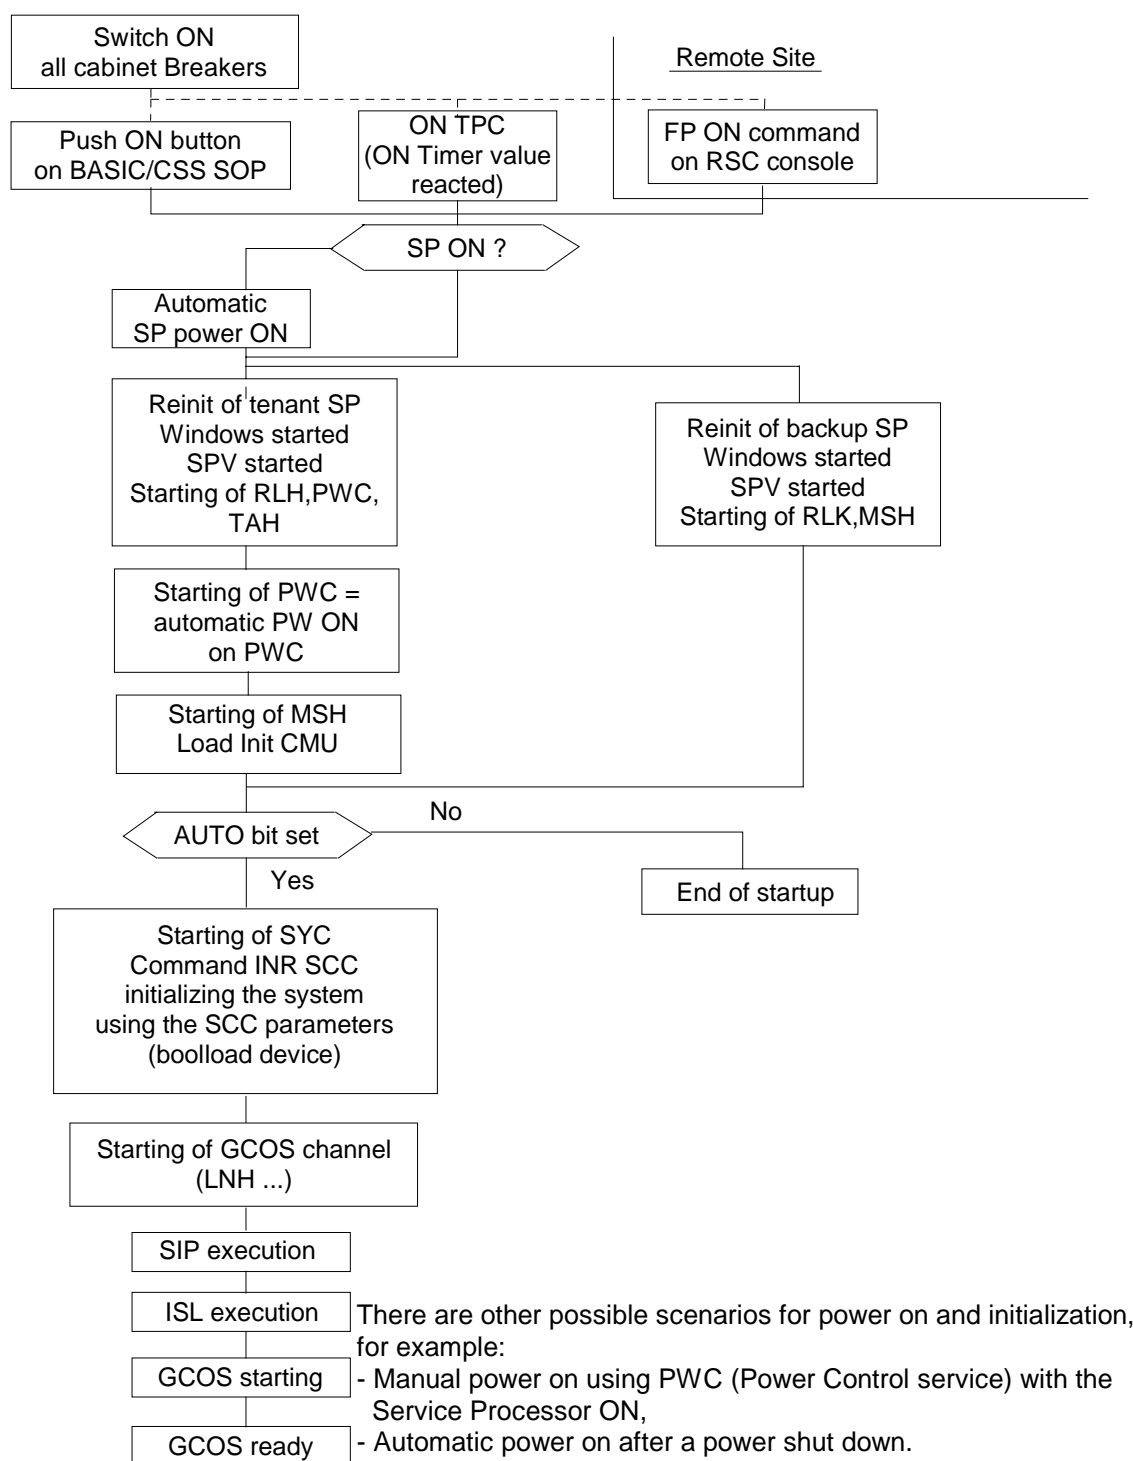 Switch ON
all cabinet Breakers
Remote Site
Push ON button
on BASIC/CSS SOP
ON TPC
(ON Timer value
reacted)
FP ON command
on RSC console
SP ON ?
Automatic
SP power ON
Reinit of tenant SP
Windows started
SPV started
Starting of RLH,PWC,
TAH
Reinit of backup SP
Windows started
SPV started
Starting of RLK,MSH
Starting of PWC =
automatic PW ON
on PWC
Starting of MSH
Load Init CMU
No
AUTO bit set
Yes
End of startup
Starting of SYC
Command INR SCC
initializing the system
using the SCC parameters
(boolload device)
Starting of GCOS channel
(LNH ...)
SIP execution
ISL execution
GCOS starting
GCOS ready
There are other possible scenarios for power on and initialization,
for example:
- Manual power on using PWC (Power Control service) with the
Service Processor ON,
- Automatic power on after a power shut down.